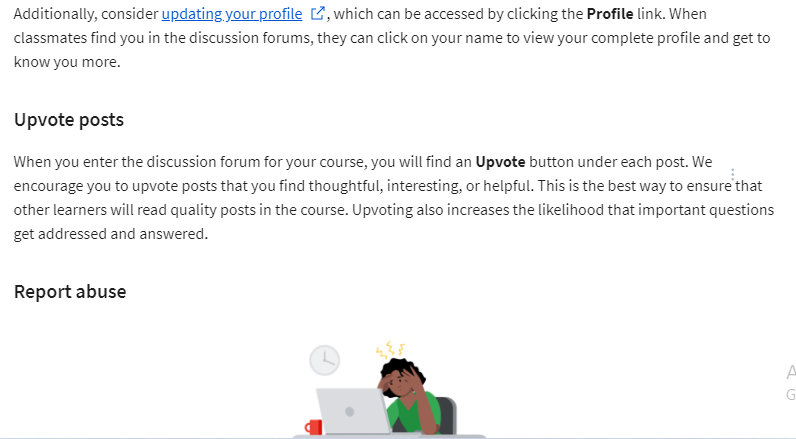 Additionally, consider updating your profile , which can be accessed by clicking the Profile link. When
classmates find you in the discussion forums, they can click on your name to view your complete profile and get to
know you more.
Upvote posts
When you enter the discussion forum for your course, you will find an Upvote button under each post. We
encourage you to upvote posts that you find thoughtful, interesting, or helpful. This is the best way to ensure that
other learners will read quality posts in the course. Upvoting also increases the likelihood that important questions
get addressed and answered.
Report abuse
A
G